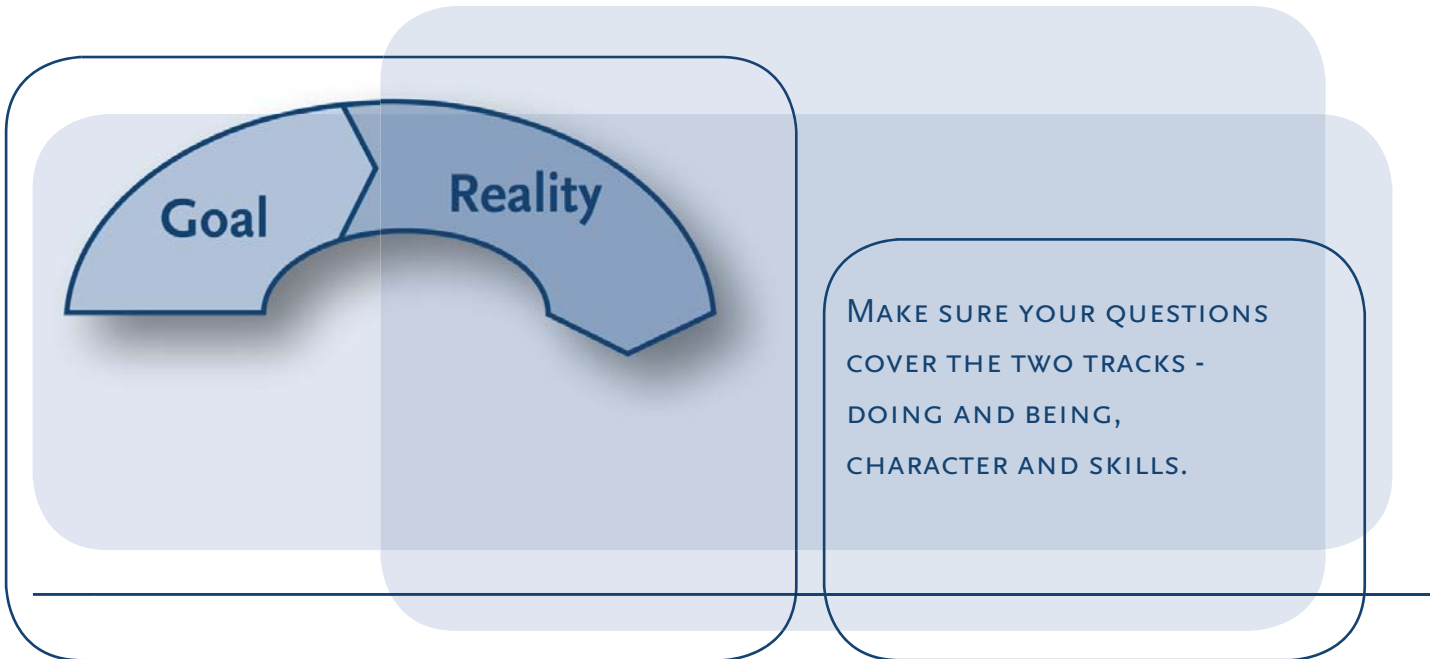 Goal
Reality
Make sure your questions
cover the two tracks -
doing and being,
character and skills.